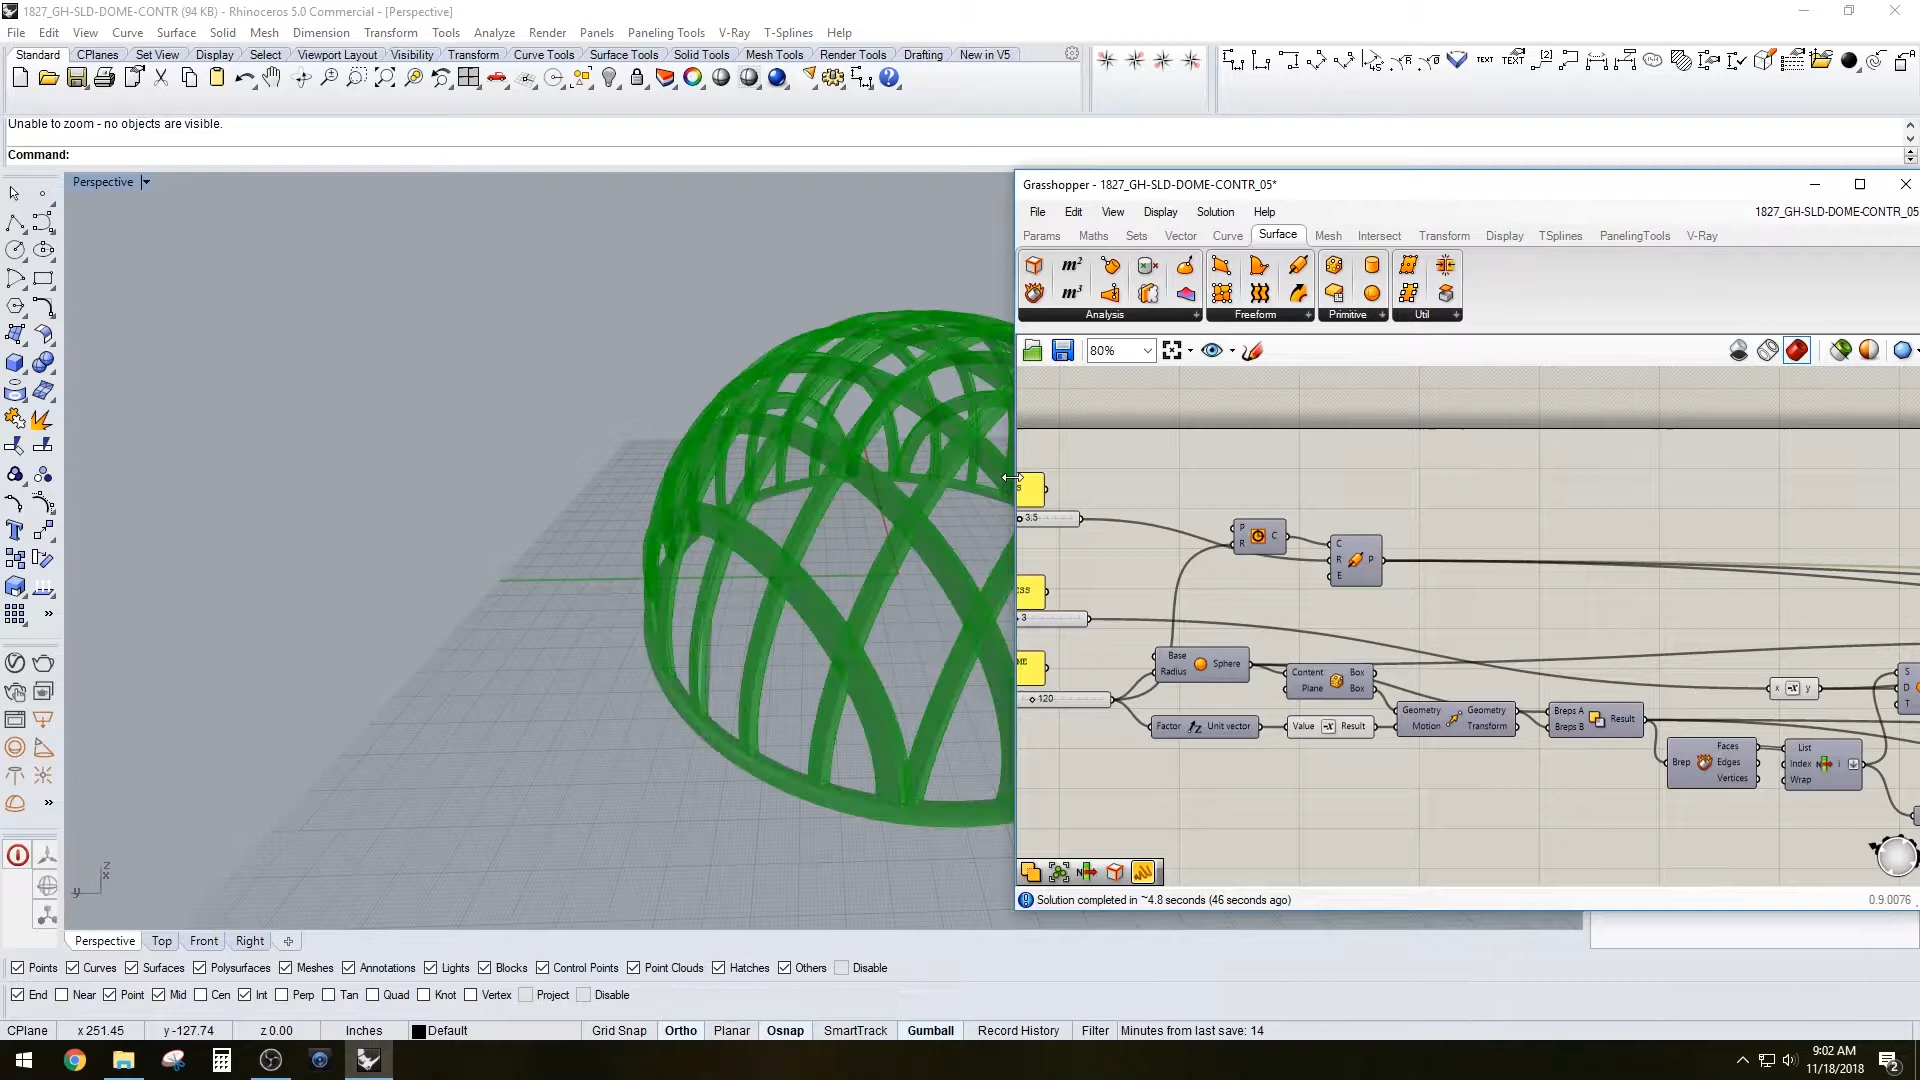 1827_GH-SLD-DOME-CONTR (94 KB) - Rhinoceros 5.0 Commercial - [Perspective]
File Edit View Curve Surface Solid Mesh Dimension Transform Tools Analyze Render Panels Paneling Tools V-Ray T-Splines Help
Standard CPlanes Set View Display Select Viewport Layout Visibility Transform Curve Tools Surface Tools Solid Tools Mesh Tools Render Tools Drafting New in V5
TEXT TEXT
Unable to zoom - no objects are visible.
Command:
Perspective
Grasshopper - 1827_GH-SLD-DOME-CONTR_05*
File Edit View Display Solution Help 1827_GH-SLD-DOME-CONTR_05
Params Maths Sets Vector Curve Surface Mesh Intersect Transform Display TSplines PanelingTools V-Ray
m² m³
Analysis Freeform Primitive Util
80%
S
3.5
P R C
C R E P
ESS
3
ME
120
Base Radius Sphere
Content Plane Box Box
Factor Unit vector
Value -x Result
Geometry Motion Geometry Transform
Breps A Breps B Result
x -x y
S D T
Brep Faces Edges Vertices
List Index Wrap i
Solution completed in ~4.8 seconds (46 seconds ago) 0.9.0076
z x y
Perspective Top Front Right
Points Curves Surfaces Polysurfaces Meshes Annotations Lights Blocks Control Points Point Clouds Hatches Others Disable
End Near Point Mid Cen Int Perp Tan Quad Knot Vertex Project Disable
CPlane x 251.45 y -127.74 z 0.00 Inches Default Grid Snap Ortho Planar Osnap SmartTrack Gumball Record History Filter Minutes from last save: 14
9:02 AM
11/18/2018
2